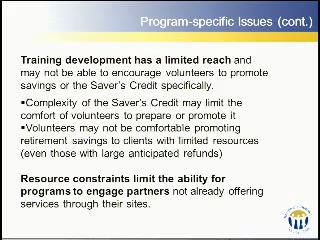 Program-specific Issues (cont.)
Training development has a limited reach and
may not be able to encourage volunteers to promote
savings or the Saver's Credit specifically.
▪Complexity of the Saver's Credit may limit the
comfort of volunteers to prepare or promote it
▪Volunteers may not be comfortable promoting
retirement savings to clients with limited resources
(even those with large anticipated refunds)
Resource constraints limit the ability for
programs to engage partners not already offering
services through their sites.